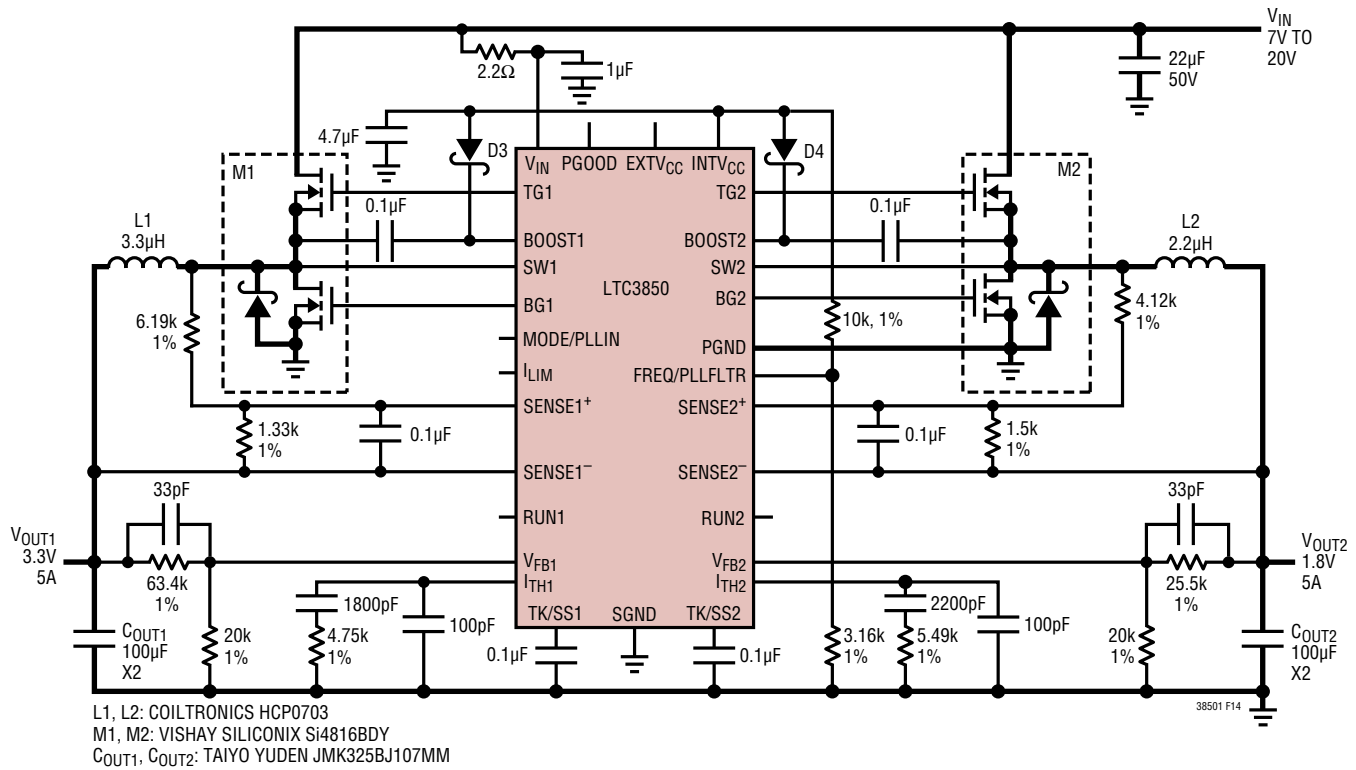 VIN
7V TO
20V
22µF
50V
2.2Ω
1µF
4.7µF
D3
D4
M1
M2
VIN
PGOOD
EXTVCC
INTVCC
TG1
TG2
0.1µF
0.1µF
L1
3.3µH
L2
2.2µH
BOOST1
BOOST2
SW1
SW2
LTC3850
BG1
BG2
6.19k
1%
10k, 1%
4.12k
1%
MODE/PLLIN
PGND
ILIM
FREQ/PLLFLTR
SENSE1+
SENSE2+
1.33k
1%
0.1µF
0.1µF
1.5k
1%
SENSE1–
SENSE2–
33pF
33pF
RUN1
RUN2
VOUT1
3.3V
5A
63.4k
1%
VFB1
VFB2
25.5k
1%
VOUT2
1.8V
5A
ITH1
ITH2
1800pF
100pF
TK/SS1
SGND
TK/SS2
2200pF
100pF
COUT1
100µF
X2
20k
1%
4.75k
1%
0.1µF
0.1µF
3.16k
1%
5.49k
1%
20k
1%
COUT2
100µF
X2
38501 F14
L1, L2: COILTRONICS HCP0703
M1, M2: VISHAY SILICONIX Si4816BDY
COUT1, COUT2: TAIYO YUDEN JMK325BJ107MM